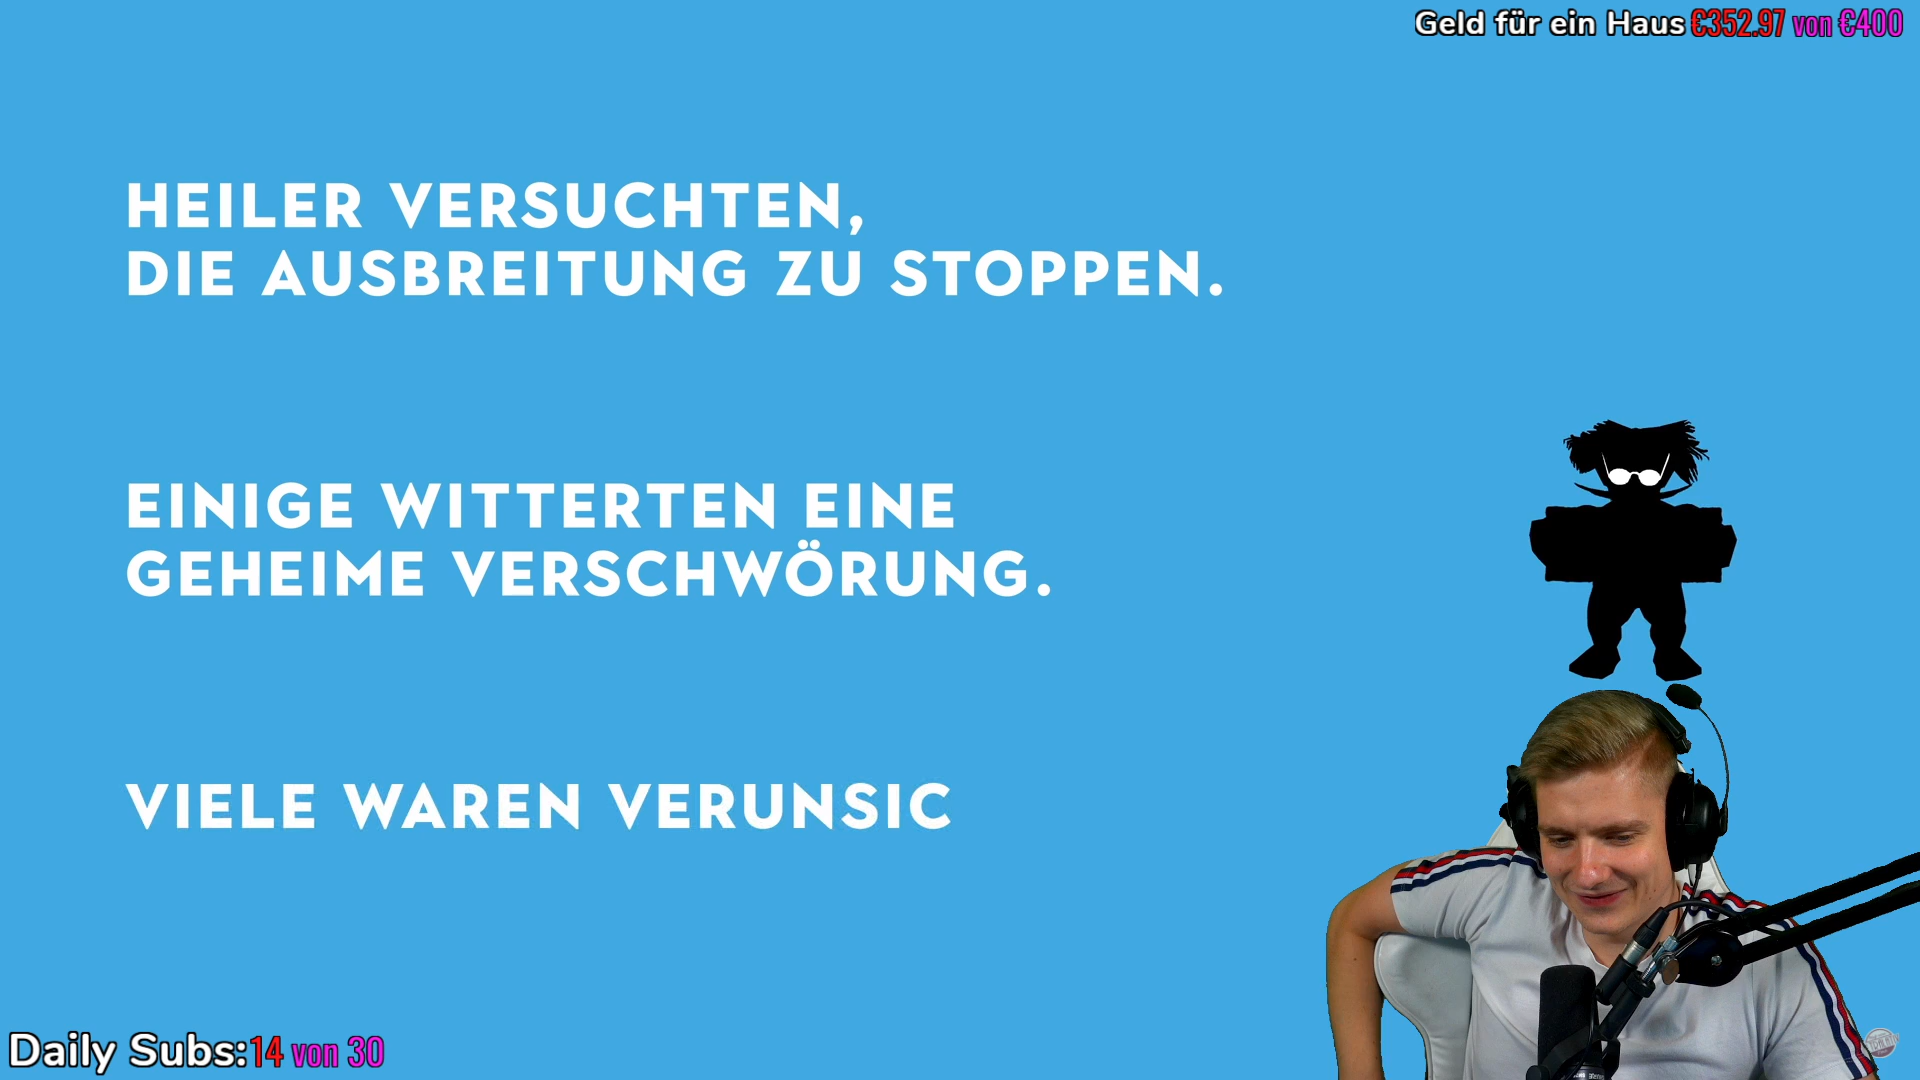 Geld für ein Haus €352.97 von €400
HEILER VERSUCHTEN,
DIE AUSBREITUNG ZU STOPPEN.
EINIGE WITTERTEN EINE
GEHEIME VERSCHWÖRUNG.
VIELE WAREN VERUNSIC
Daily Subs:14 von 30